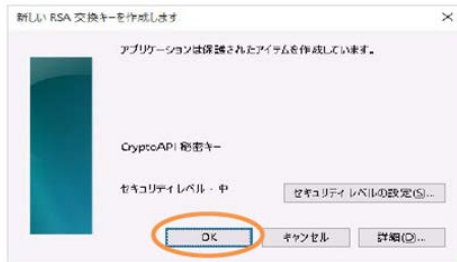 新しい RSA 交換キーを作成します
アプリケーションは保護されたアイテムを作成しています。
CryptoAPI 秘密キー
セキュリティ レベル - 中
セキュリティ レベルの設定(S)...
OK
キャンセル
詳細(D)...